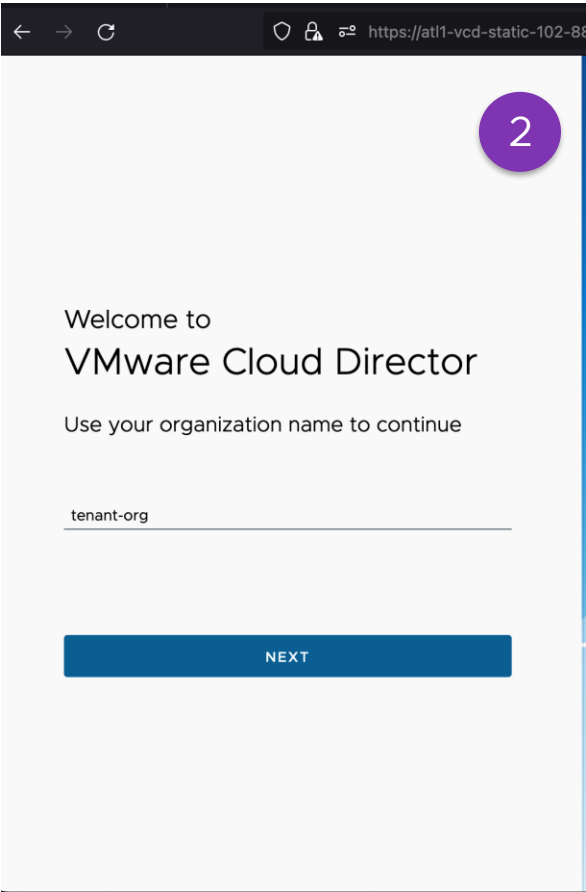 https://atl1-vcd-static-102-88
2
Welcome to
VMware Cloud Director
Use your organization name to continue
tenant-org
NEXT